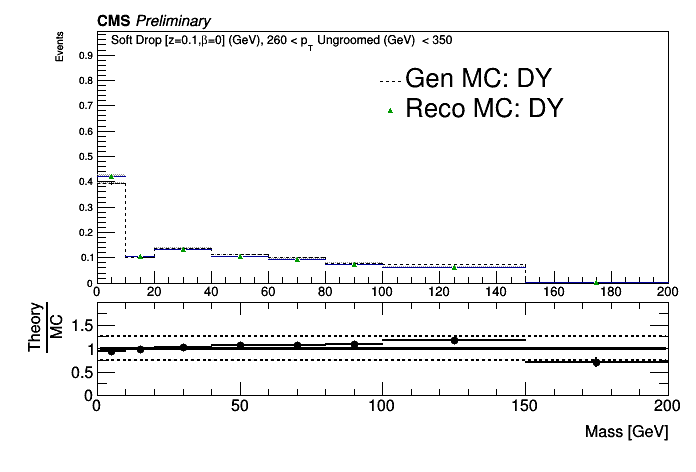 CMS Preliminary
Events
Soft Drop [z=0.1,β=0] (GeV), 260 < p_T Ungroomed (GeV) < 350
Gen MC: DY
Reco MC: DY
0.9
0.8
0.7
0.6
0.5
0.4
0.3
0.2
0.1
0
0 20 40 60 80 100 120 140 160 180 200
Theory
MC
1.5
1
0.5
0
0 50 100 150 200
Mass [GeV]